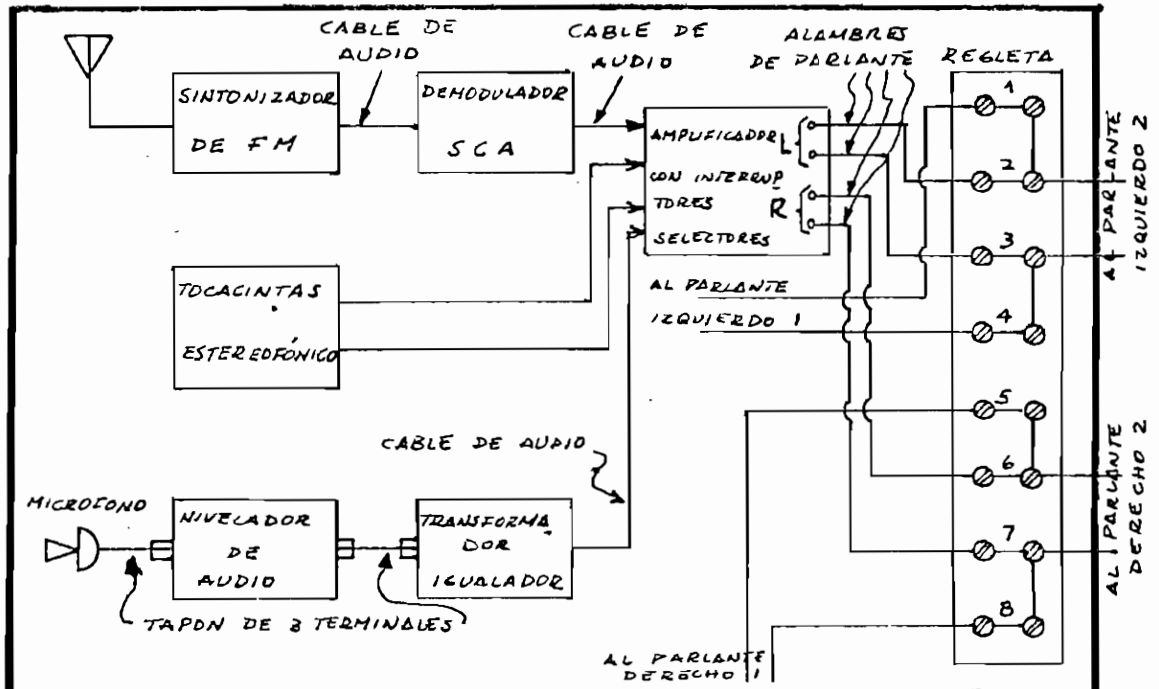 CABLE DE
AUDIO
CABLE DE
AUDIO
ALAMBRES
DE PARLANTE
REGLETA
SINTONIZADOR
DE FM
DEMODULADOR
SCA
AMPLIFICADOR
CON INTERRUP
TORES
SELECTORES
L
R
1
2
3
4
5
6
7
8
AL PARLANTE
IZQUIERDO 2
TOCACINTAS
ESTEREOFÓNICO
AL PARLANTE
IZQUIERDO 1
CABLE DE AUDIO
MICROFONO
NIVELADOR
DE
AUDIO
TRANSFORMA
DOR
IGUALADOR
TAPON DE 3 TERMINALES
AL PARLANTE
DERECHO 2
AL PARLANTE
DERECHO 1